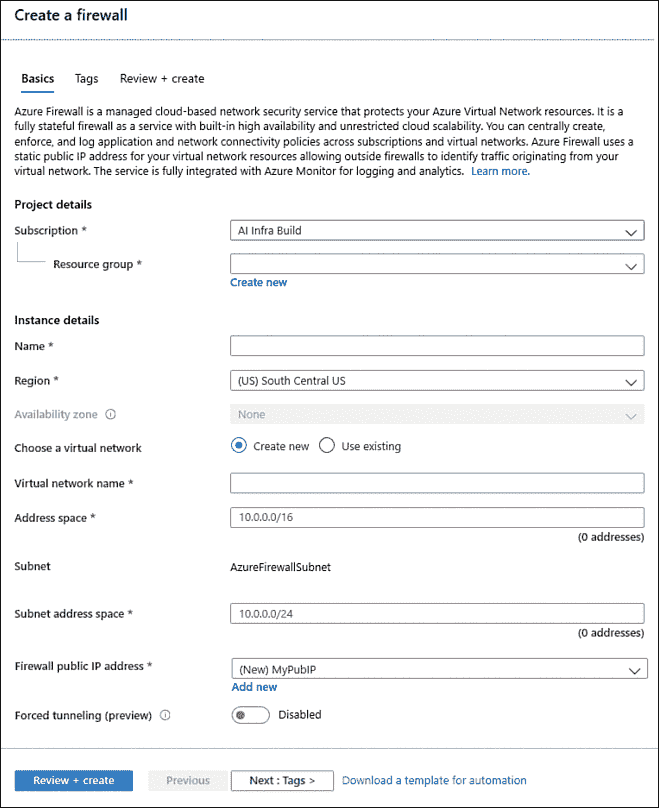 Create a firewall
Basics Tags Review + create
Azure Firewall is a managed cloud-based network security service that protects your Azure Virtual Network resources. It is a
fully stateful firewall as a service with built-in high availability and unrestricted cloud scalability. You can centrally create,
enforce, and log application and network connectivity policies across subscriptions and virtual networks. Azure Firewall uses a
static public IP address for your virtual network resources allowing outside firewalls to identify traffic originating from your
virtual network. The service is fully integrated with Azure Monitor for logging and analytics. Learn more.
Project details
Subscription * AI Infra Build
Resource group *
Create new
Instance details
Name *
Region * (US) South Central US
Availability zone None
Choose a virtual network Create new Use existing
Virtual network name *
Address space * 10.0.0.0/16
(0 addresses)
Subnet AzureFirewallSubnet
Subnet address space * 10.0.0.0/24
(0 addresses)
Firewall public IP address * (New) MyPubIP
Add new
Forced tunneling (preview) Disabled
Review + create Previous Next : Tags > Download a template for automation